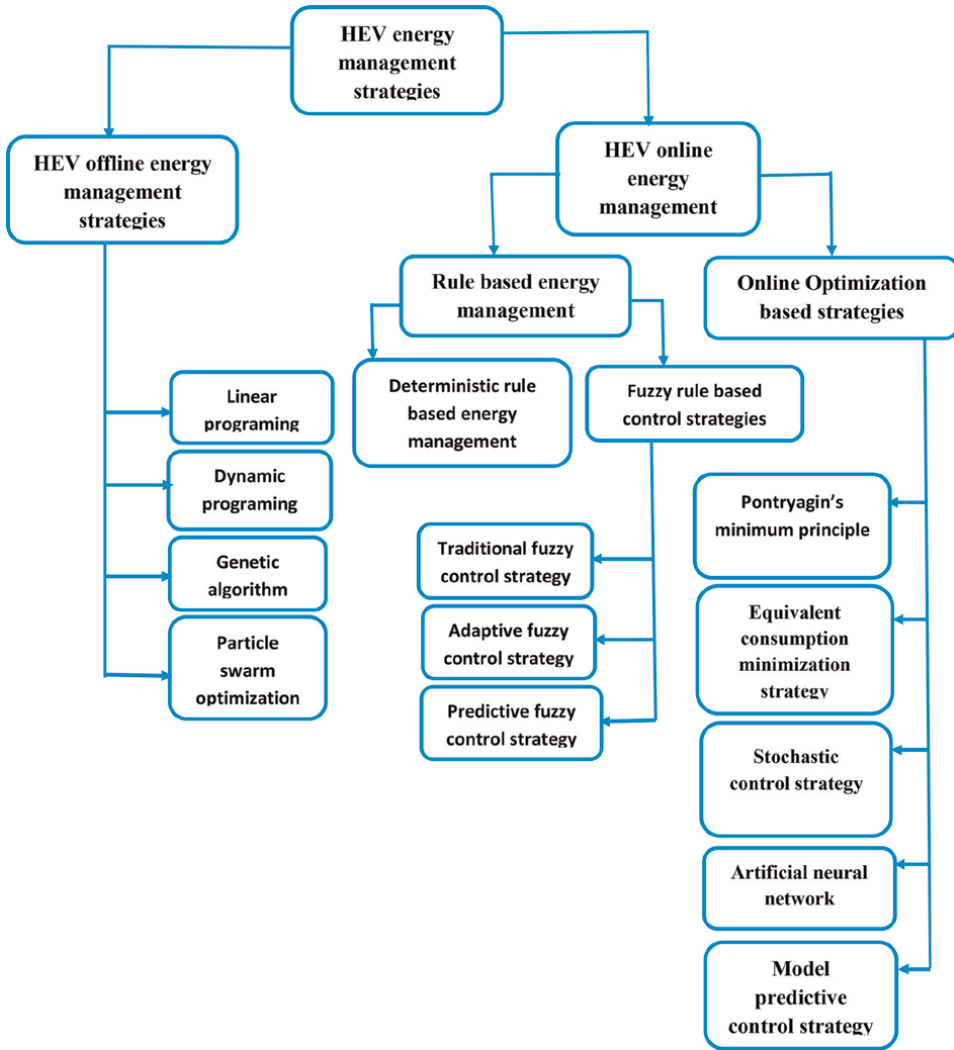 HEV energy
management
strategies
HEV offline energy
management
strategies
HEV online
energy
management
Rule based energy
management
Online Optimization
based strategies
Deterministic rule
based energy
management
Fuzzy rule based
control strategies
Linear
programing
Dynamic
programing
Genetic
algorithm
Particle
swarm
optimization
Traditional fuzzy
control strategy
Adaptive fuzzy
control strategy
Predictive fuzzy
control strategy
Pontryagin’s
minimum principle
Equivalent
consumption
minimization
strategy
Stochastic
control strategy
Artificial neural
network
Model
predictive
control strategy